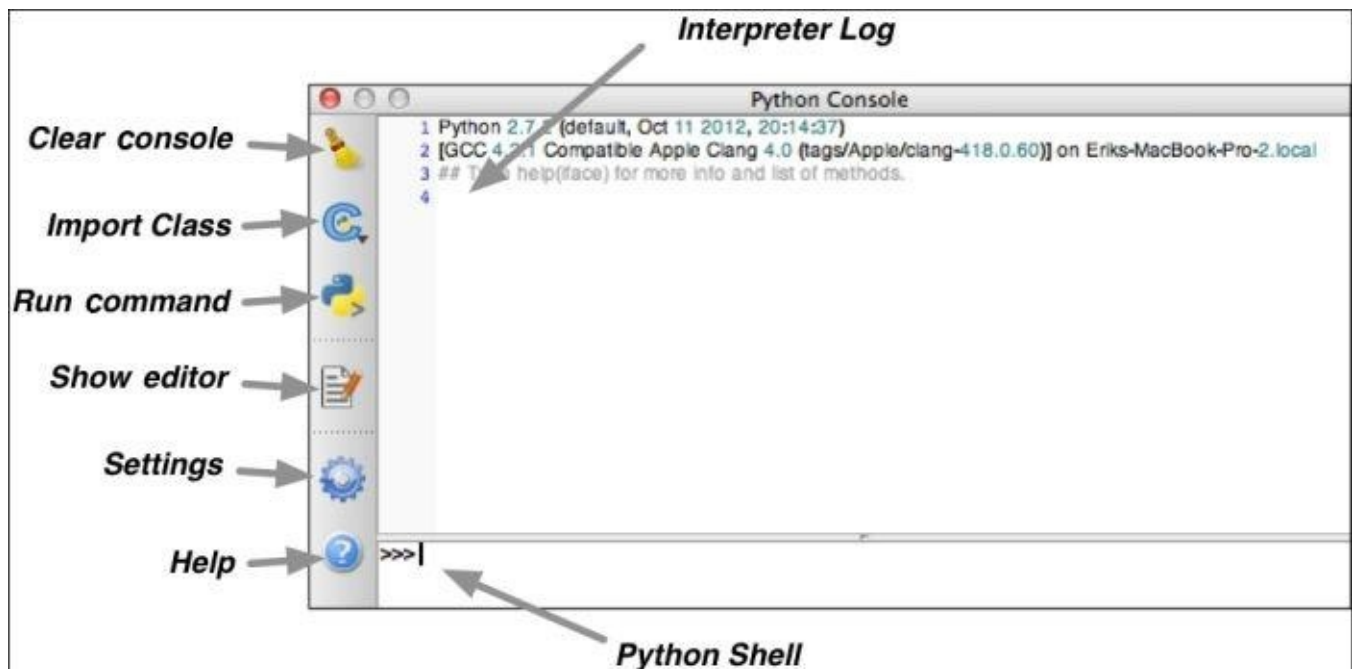 Interpreter Log
Python Console
Clear console
Import Class
Run command
Show editor
Settings
Help
1 Python 2.7.2 (default, Oct 11 2012, 20:14:37)
2 [GCC 4.2.1 Compatible Apple Clang 4.0 (tags/Apple/clang-418.0.60)] on Eriks-MacBook-Pro-2.local
3 ## help(iface) for more info and list of methods.
4
>>>
Python Shell